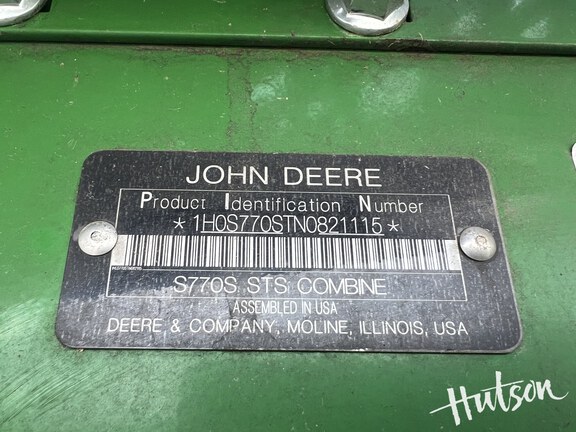 JOHN DEERE
Product Identification Number
*1H0S770STN0821115*
S770S STS COMBINE
ASSEMBLED IN USA
DEERE & COMPANY, MOLINE, ILLINOIS, USA
Hutson